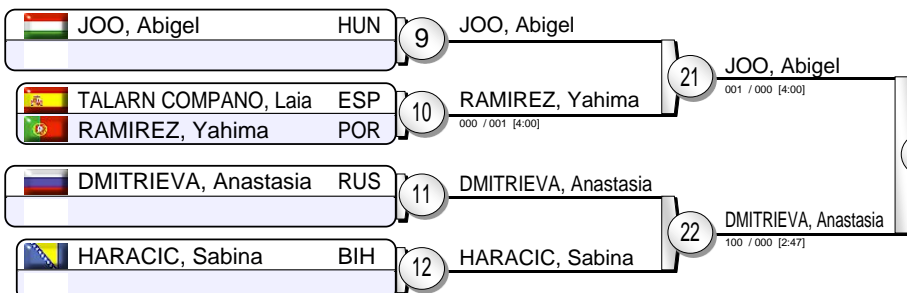 JOO, Abigel HUN
9
JOO, Abigel
TALARN COMPANO, Laia ESP
RAMIREZ, Yahima POR
10
RAMIREZ, Yahima
000 / 001 [4:00]
21
JOO, Abigel
001 / 000 [4:00]
DMITRIEVA, Anastasia RUS
11
DMITRIEVA, Anastasia
HARACIC, Sabina BIH
12
HARACIC, Sabina
22
DMITRIEVA, Anastasia
100 / 000 [2:47]